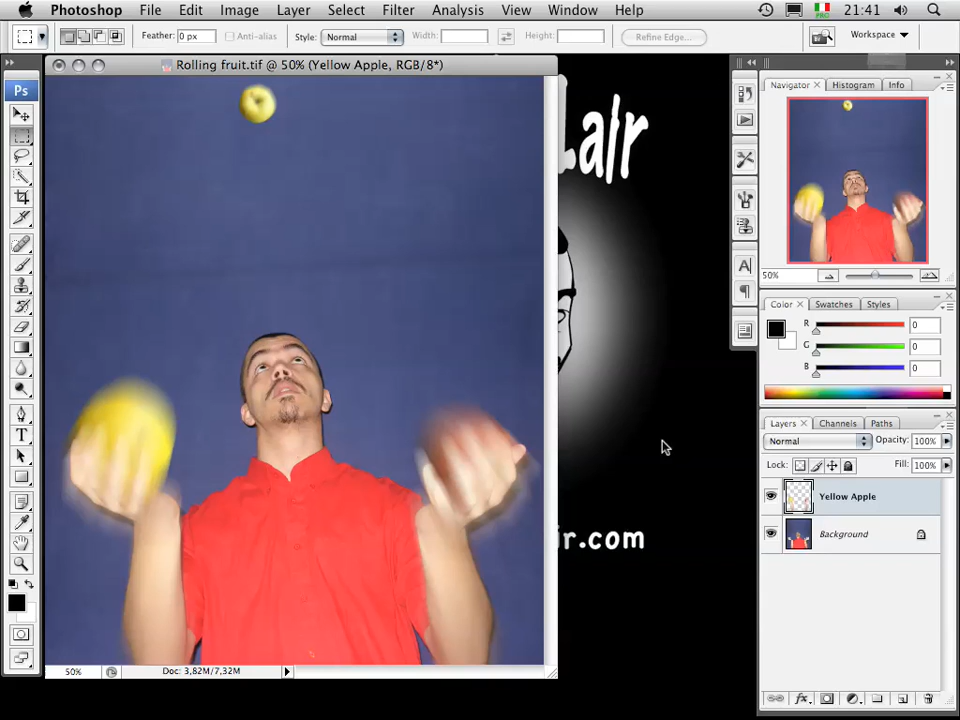 Photoshop File Edit Image Layer Select Filter Analysis View Window Help PRO 21:41
Feather: 0 px Anti-alias Style: Normal Width: Height: Refine Edge... Workspace
Rolling fruit.tif @ 50% (Yellow Apple, RGB/8*)
Ps
T
Lair
ir.com
50% Doc: 3,82M/7,32M
A
Navigator Histogram Info
50%
Color Swatches Styles
R 0
G 0
B 0
Layers Channels Paths
Normal Opacity: 100%
Lock: Fill: 100%
Yellow Apple
Background
fx